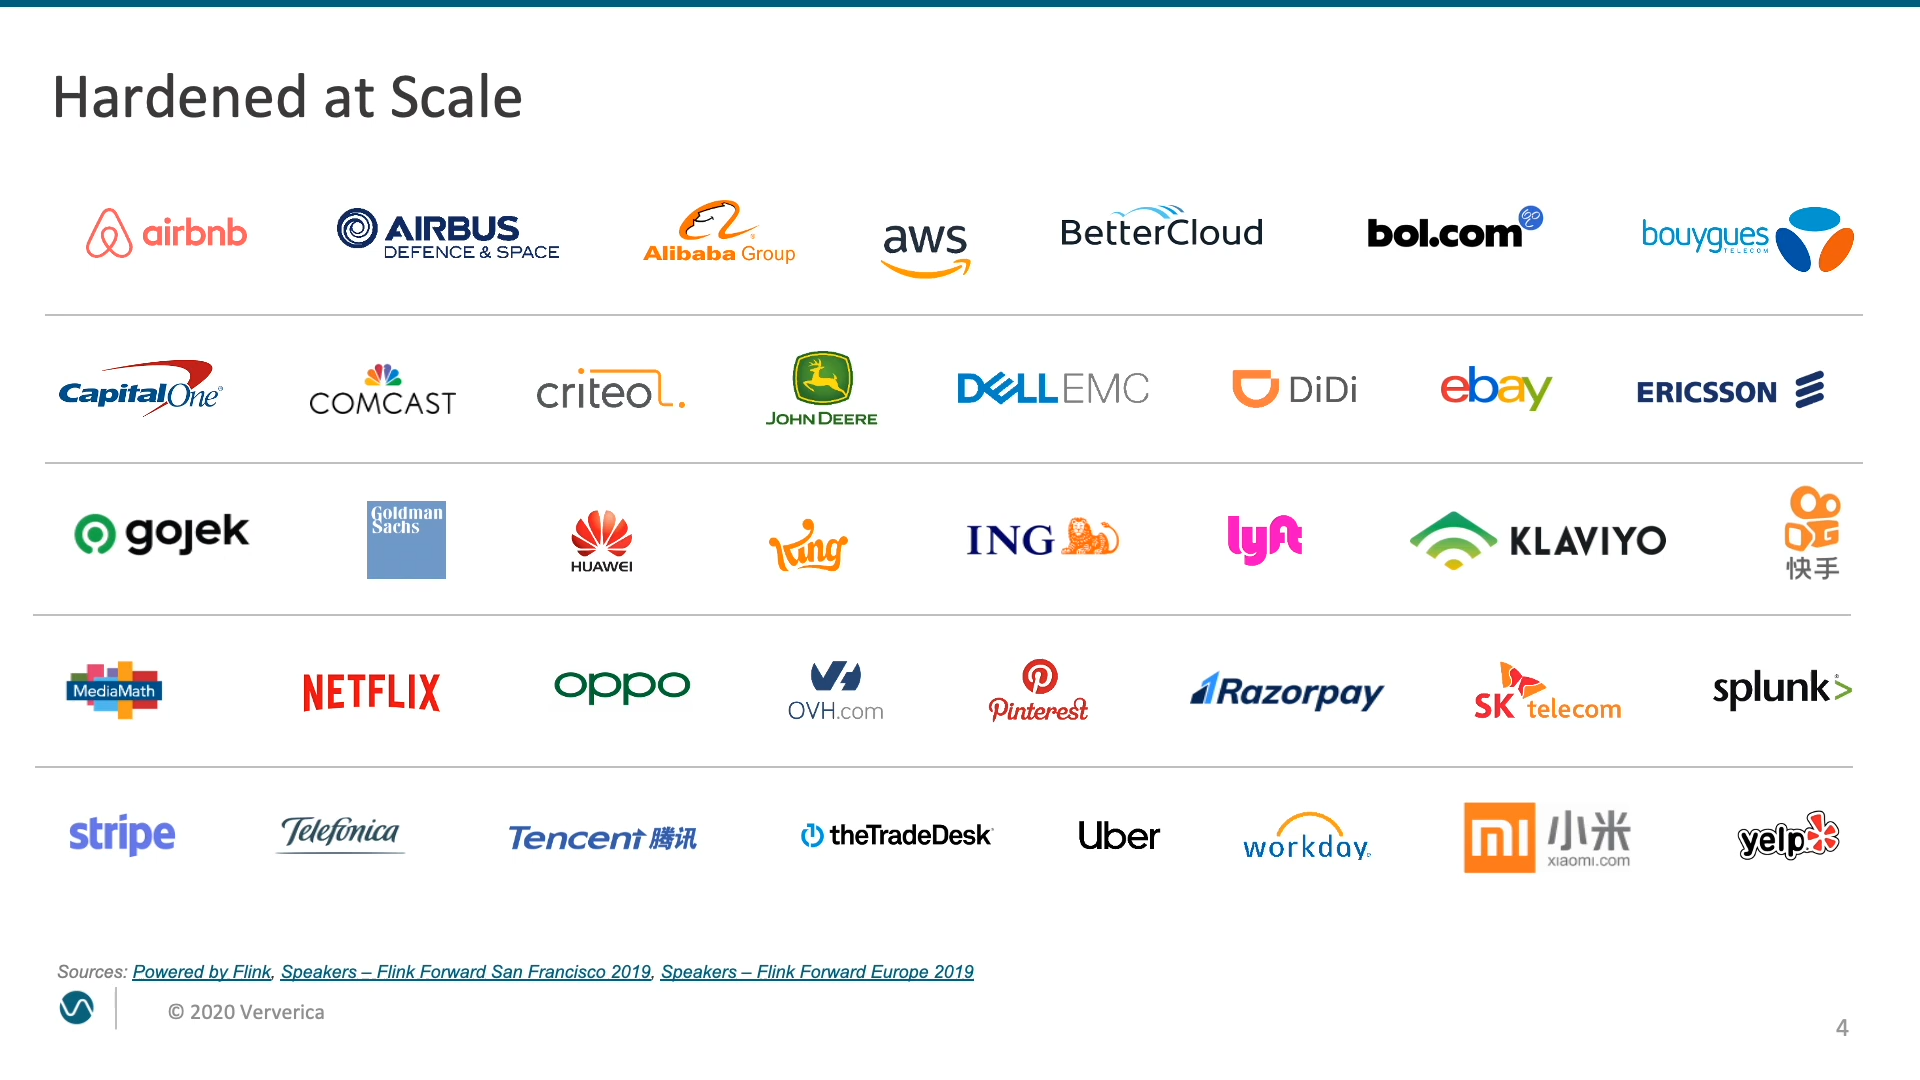 Hardened at Scale
airbnb
AIRBUS
DEFENCE & SPACE
Alibaba Group
aws
BetterCloud
bol.com go
bouygues
TELECOM
Capital One®
COMCAST
criteo.
JOHN DEERE
DELL EMC
DiDi
ebay
ERICSSON
gojek
Goldman
Sachs
HUAWEI
King
ING
lyft
KLAVIYO
快手
MediaMath
NETFLIX
oppo
OVH.com
Pinterest
Razorpay
SK telecom
splunk®>
stripe
Telefónica
Tencent 腾讯
theTradeDesk
Uber
workday.
mi 小米
xiaomi.com
yelp
Sources: Powered by Flink, Speakers – Flink Forward San Francisco 2019, Speakers – Flink Forward Europe 2019
© 2020 Ververica
4